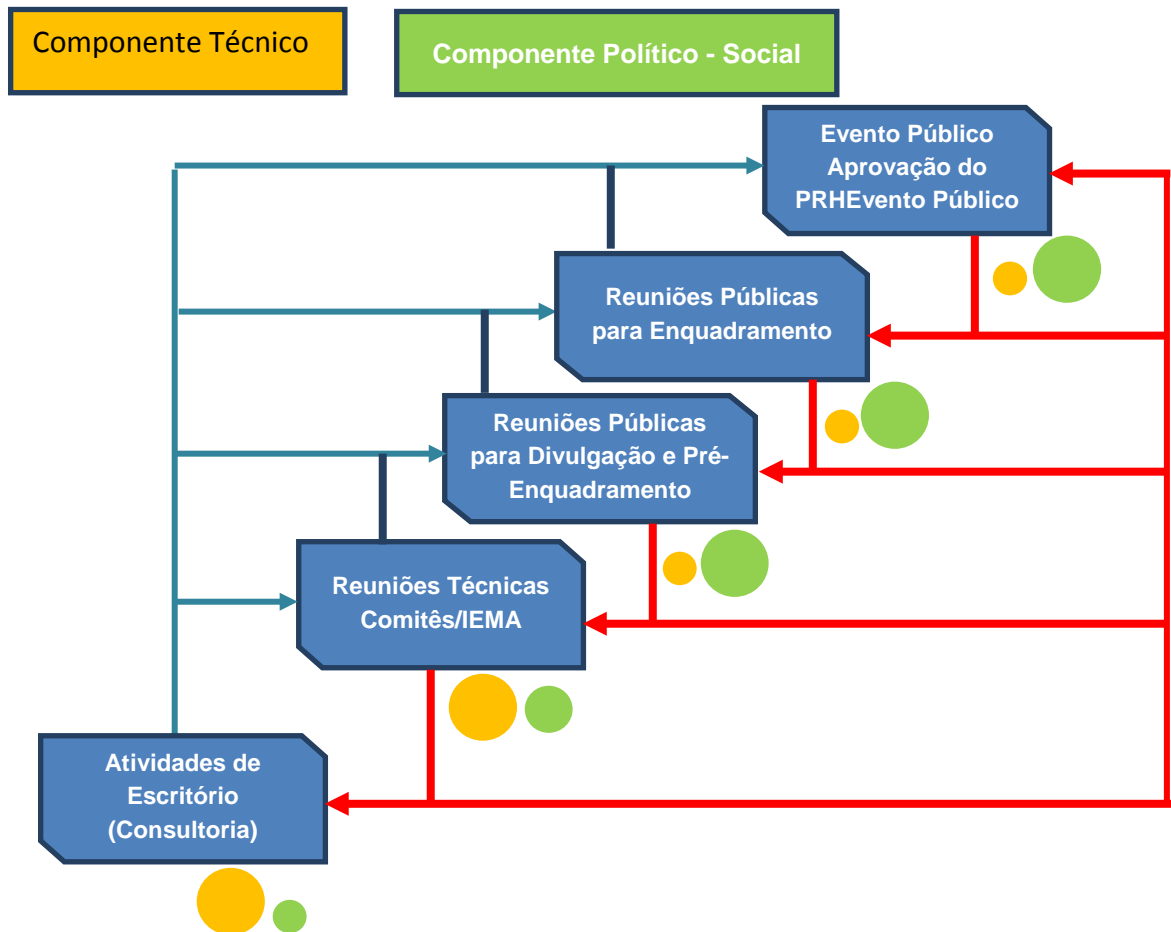 Componente Técnico
Componente Político - Social
Evento Público
Aprovação do
PRHEvento Público
Reuniões Públicas
para Enquadramento
Reuniões Públicas
para Divulgação e Pré-
Enquadramento
Reuniões Técnicas
Comitês/IEMA
Atividades de
Escritório
(Consultoria)